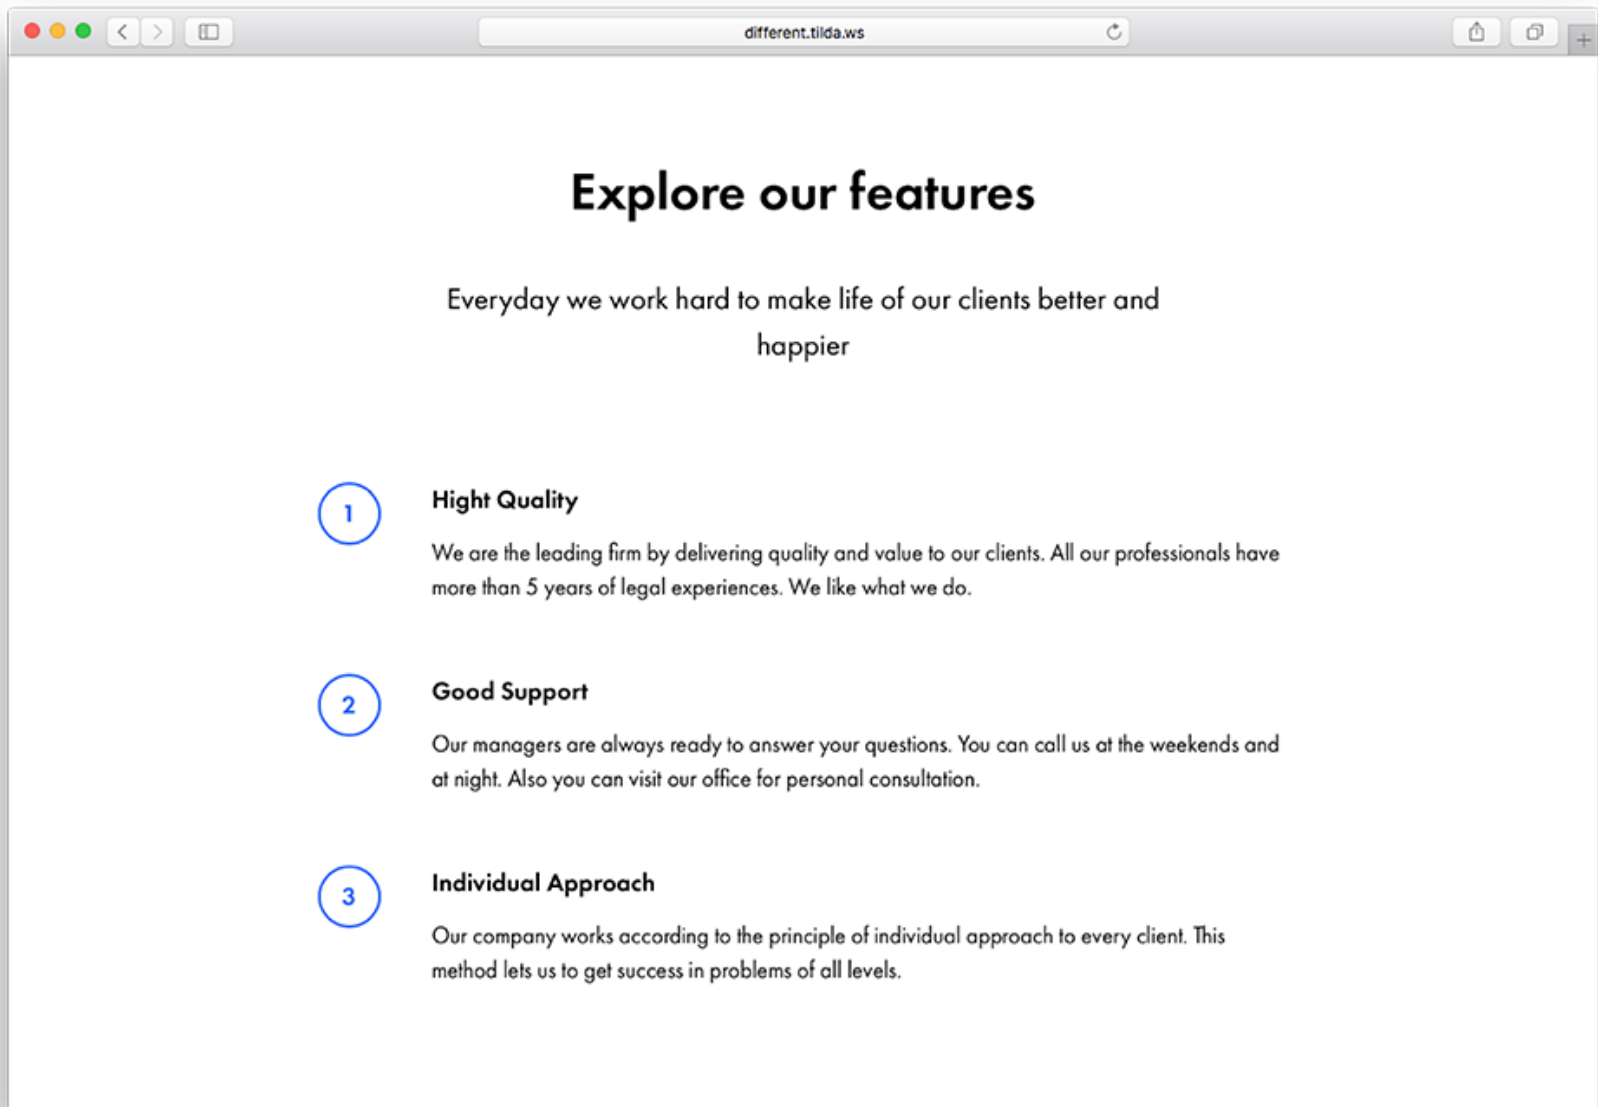 different.tilda.ws
Explore our features
Everyday we work hard to make life of our clients better and
happier
1
Hight Quality
We are the leading firm by delivering quality and value to our clients. All our professionals have
more than 5 years of legal experiences. We like what we do.
2
Good Support
Our managers are always ready to answer your questions. You can call us at the weekends and
at night. Also you can visit our office for personal consultation.
3
Individual Approach
Our company works according to the principle of individual approach to every client. This
method lets us to get success in problems of all levels.